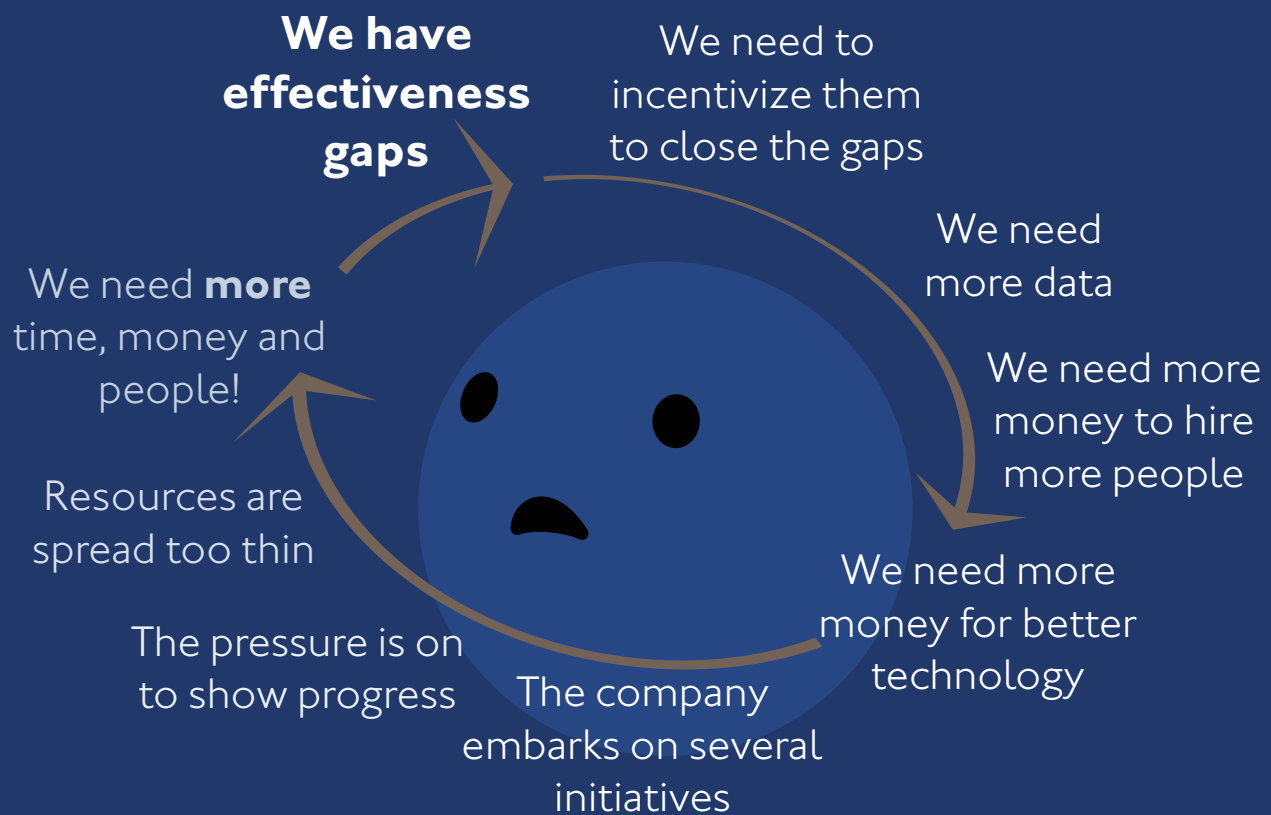 We have
effectiveness
gaps
We need to
incentivize them
to close the gaps
We need
more data
We need more
money to hire
more people
We need more
money for better
technology
The company
embarks on several
initiatives
The pressure is on
to show progress
Resources are
spread too thin
We need more
time, money and
people!